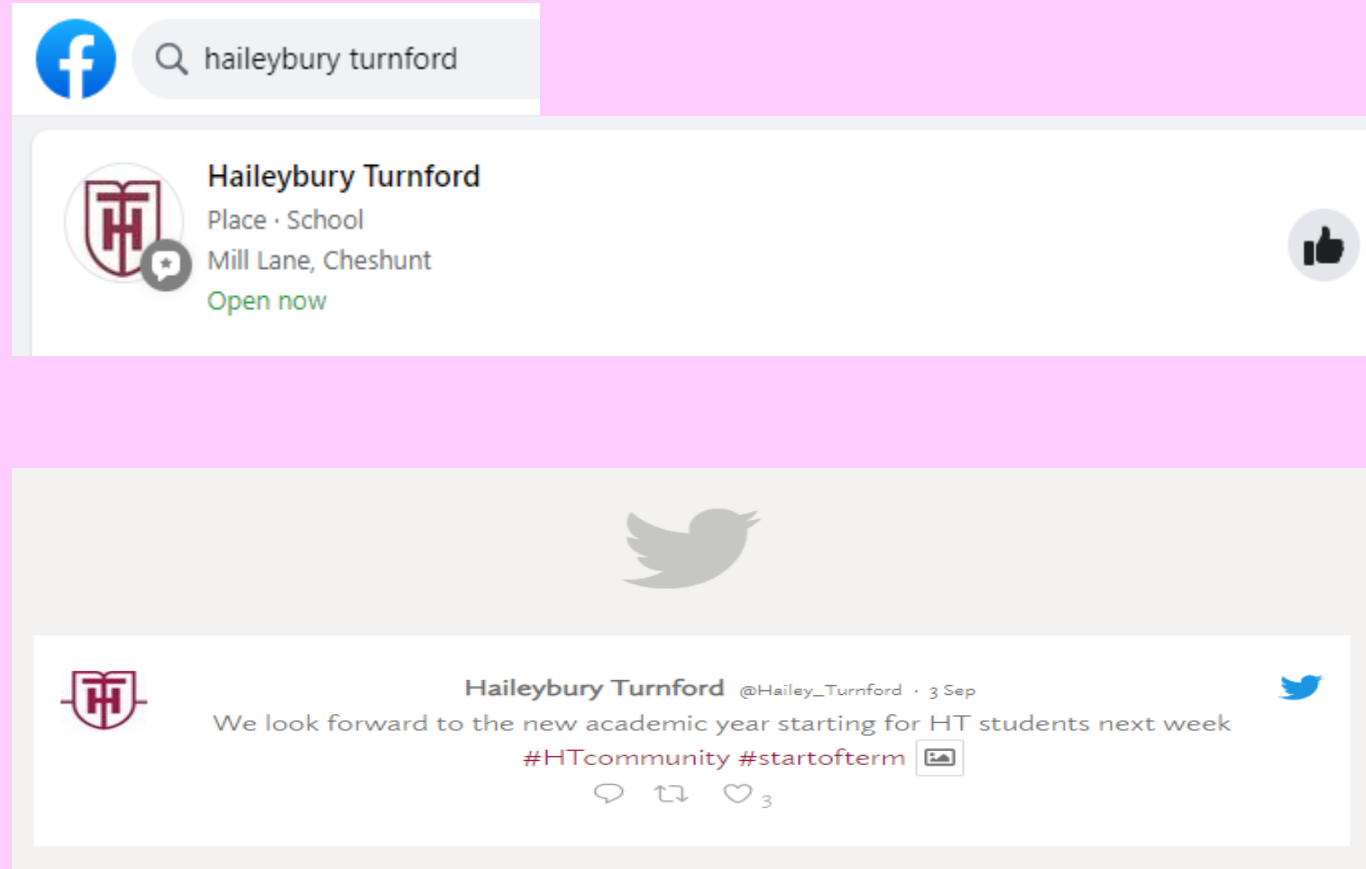 haileybury turnford
Haileybury Turnford
Place · School
Mill Lane, Cheshunt
Open now
Haileybury Turnford @Hailey_Turnford · 3 Sep
We look forward to the new academic year starting for HT students next week
#HTcommunity #startofterm
3